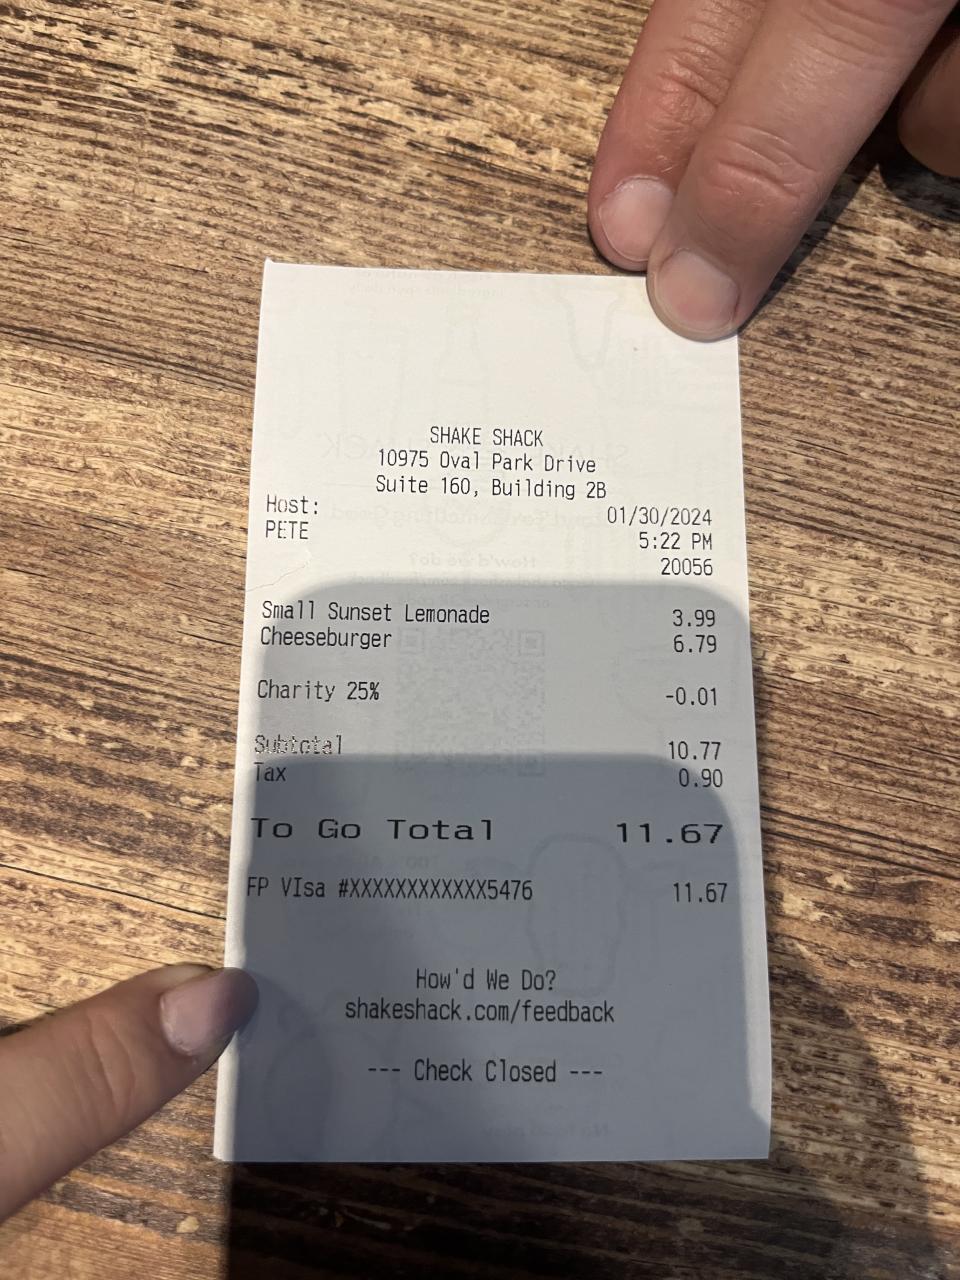 SHAKE SHACK
10975 Oval Park Drive
Suite 160, Building 2B
Host: 01/30/2024
PETE 5:22 PM
20056
Small Sunset Lemonade 3.99
Cheeseburger 6.79
Charity 25% -0.01
Subtotal 10.77
Tax 0.90
To Go Total 11.67
FP VIsa #XXXXXXXXXXXX5476 11.67
How'd We Do?
shakeshack.com/feedback
--- Check Closed ---